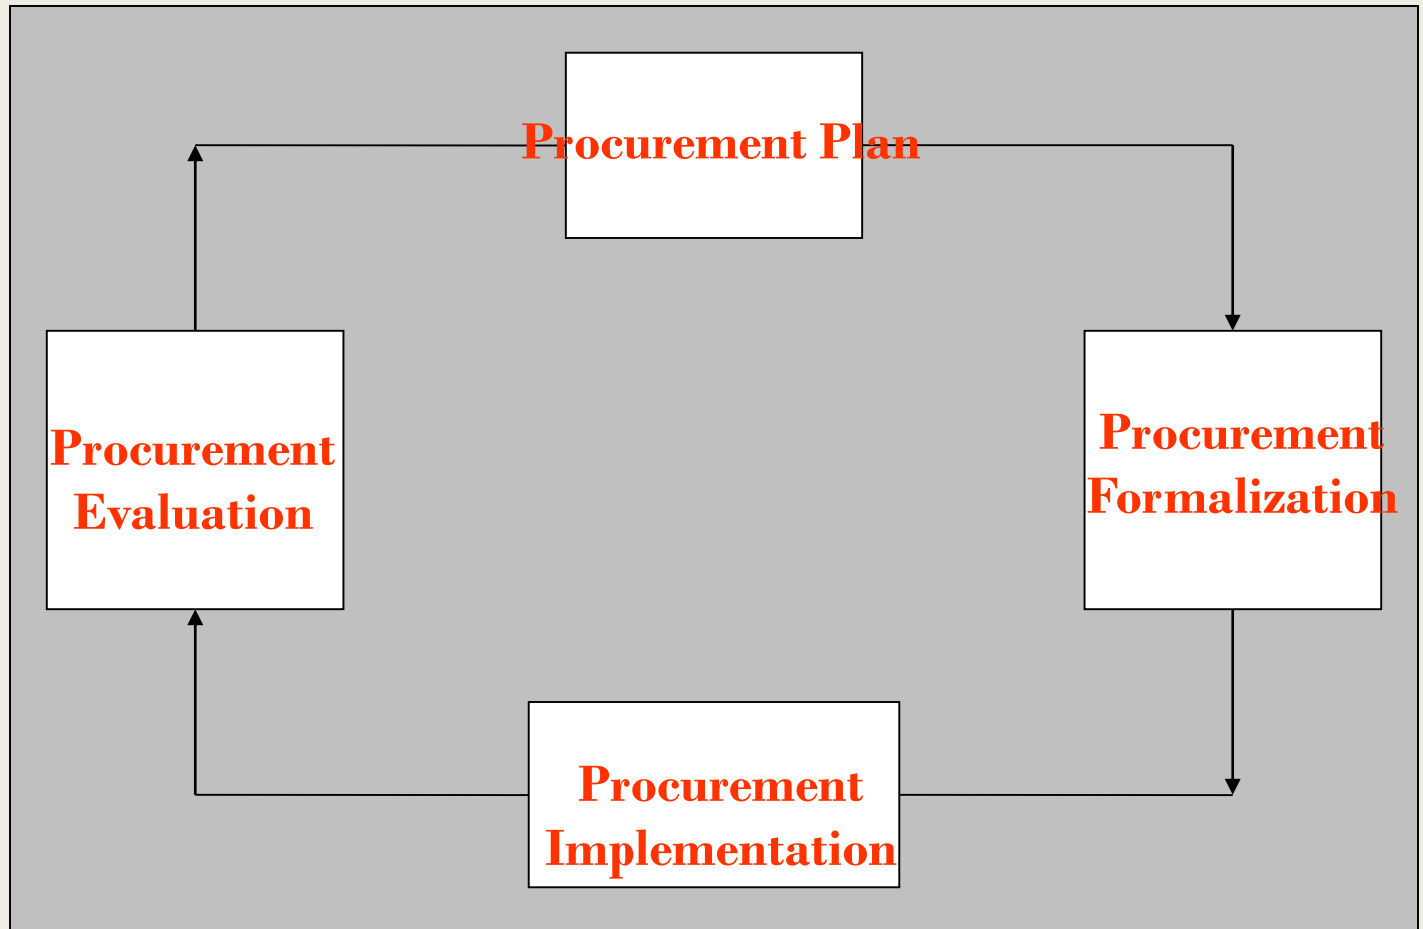 Procurement Plan
Procurement
Formalization
Procurement
Implementation
Procurement
Evaluation